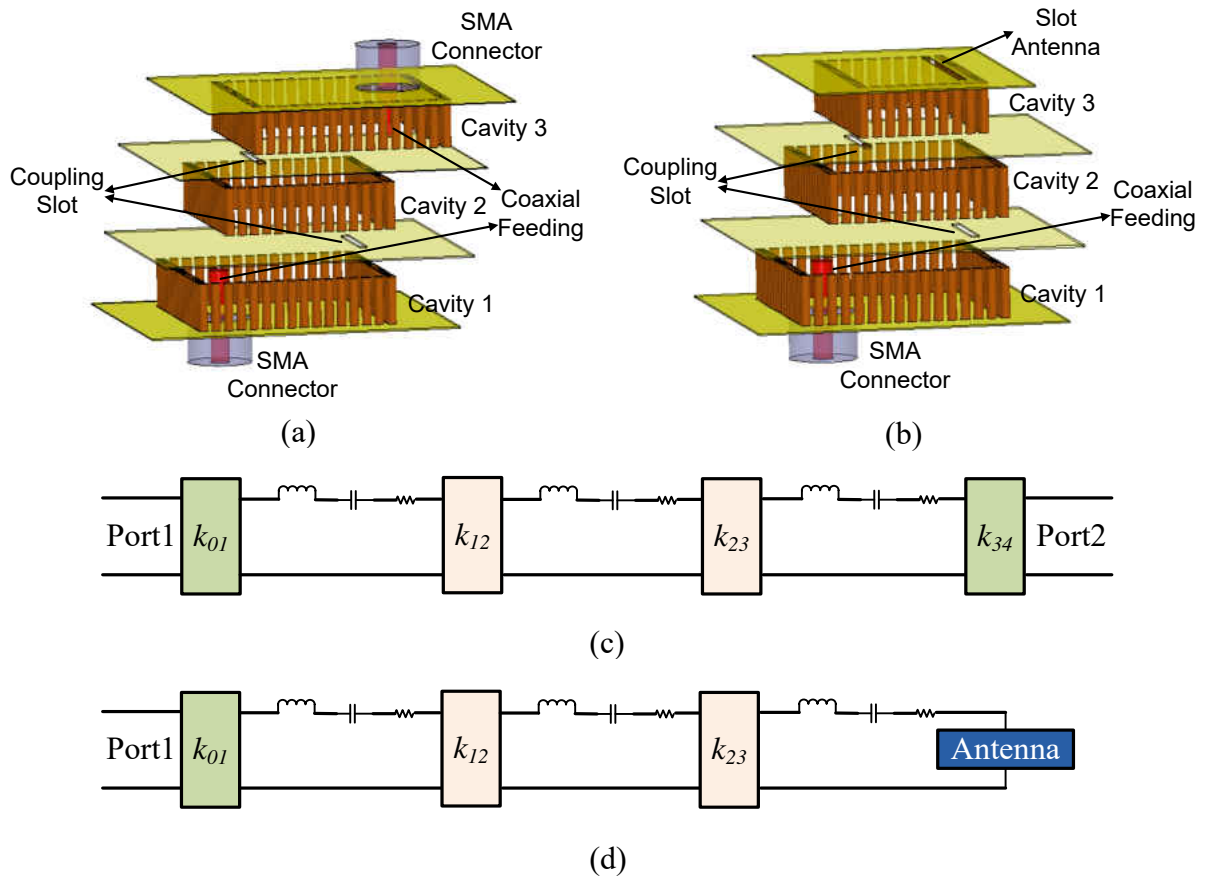 SMA
Connector
Cavity 3
Coupling
Slot
Cavity 2
Coaxial
Feeding
Cavity 1
SMA
Connector
(a)
Slot
Antenna
Cavity 3
Coupling
Slot
Cavity 2
Coaxial
Feeding
Cavity 1
SMA
Connector
(b)
Port1 k01 k12 k23 k34 Port2
(c)
Port1 k01 k12 k23 Antenna
(d)